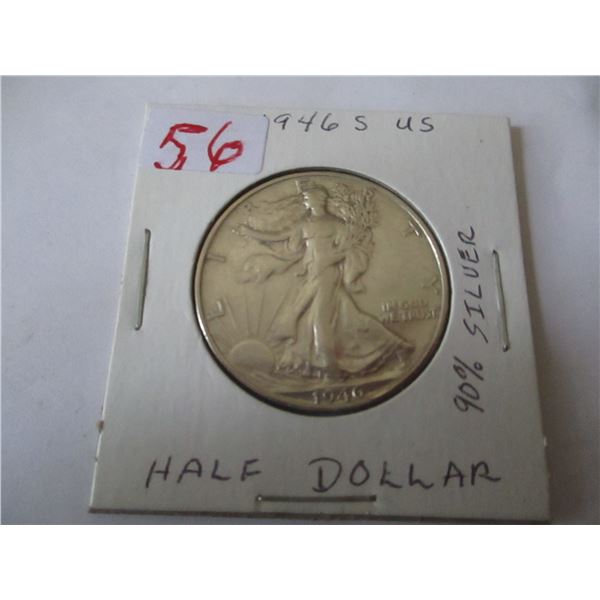 56
946 S US
LIBERTY
IN GOD
WE TRUST
1946
90% SILVER
HALF DOLLAR